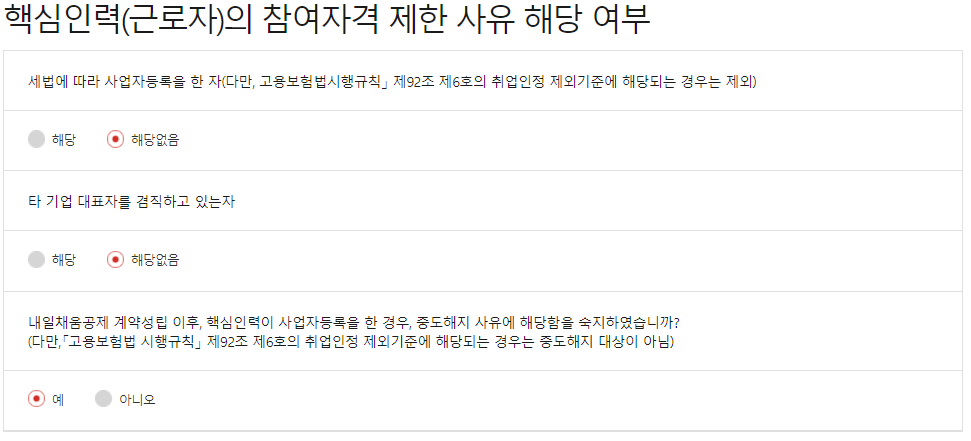 핵심인력(근로자)의 참여자격 제한 사유 해당 여부
세법에 따라 사업자등록을 한 자(다만, 고용보험법시행규칙」 제92조 제6호의 취업인정 제외기준에 해당되는 경우는 제외)
해당 해당없음
타 기업 대표자를 겸직하고 있는자
해당 해당없음
내일채움공제 계약성립 이후, 핵심인력이 사업자등록을 한 경우, 중도해지 사유에 해당함을 숙지하였습니까?
(다만,「고용보험법 시행규칙」 제92조 제6호의 취업인정 제외기준에 해당되는 경우는 중도해지 대상이 아님)
예 아니오